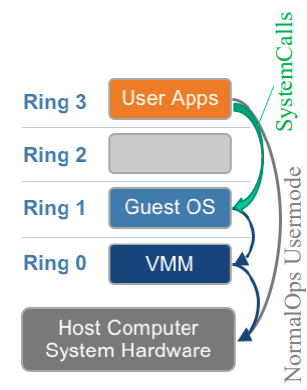 SystemCalls
Ring 3
User Apps
Ring 2
Ring 1
Guest OS
Ring 0
VMM
Host Computer
System Hardware
NormalOps Usermode